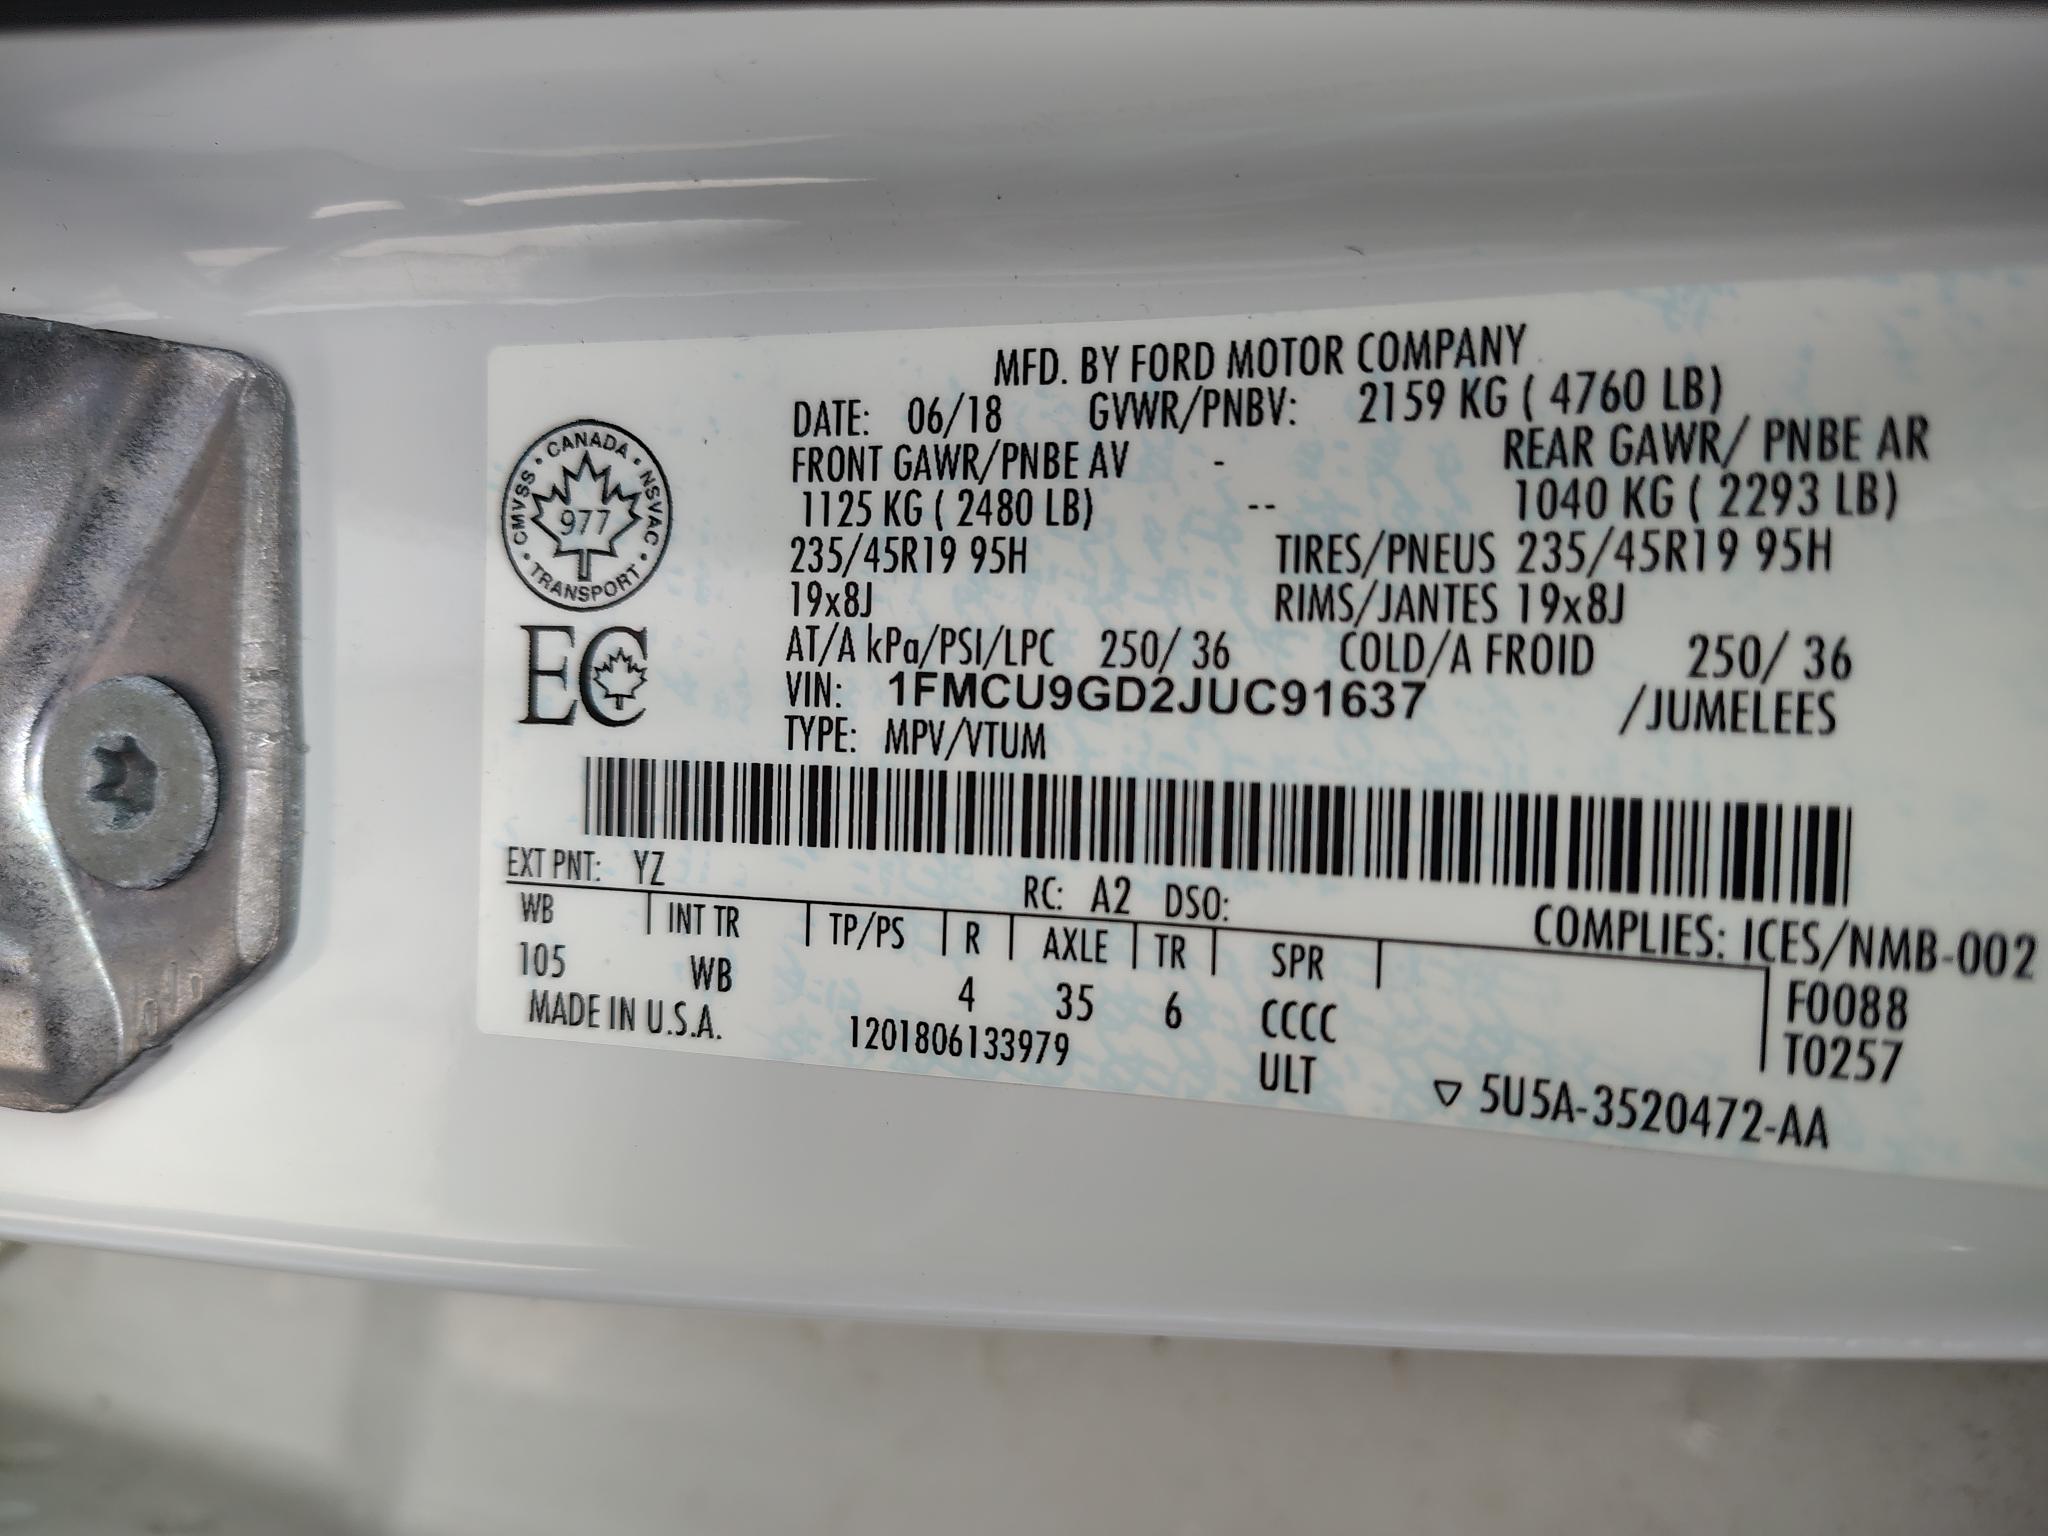 MFD. BY FORD MOTOR COMPANY
DATE: 06/18 GVWR/PNBV: 2159 KG ( 4760 LB)
FRONT GAWR/PNBE AV - REAR GAWR/ PNBE AR
1125 KG ( 2480 LB) -- 1040 KG ( 2293 LB)
235/45R19 95H TIRES/PNEUS 235/45R19 95H
19x8J RIMS/JANTES 19x8J
AT/A kPa/PSI/LPC 250/ 36 COLD/A FROID 250/ 36
VIN: 1FMCU9GD2JUC91637 /JUMELEES
TYPE: MPV/VTUM
CMVSS • CANADA • NSVAC • TRANSPORT •
977
EC
EXT PNT: YZ RC: A2 DSO: COMPLIES: ICES/NMB-002
WB INT TR TP/PS R AXLE TR SPR F0088
105 WB 4 35 6 CCCC T0257
MADE IN U.S.A. 1201806133979 ULT ▽ 5U5A-3520472-AA